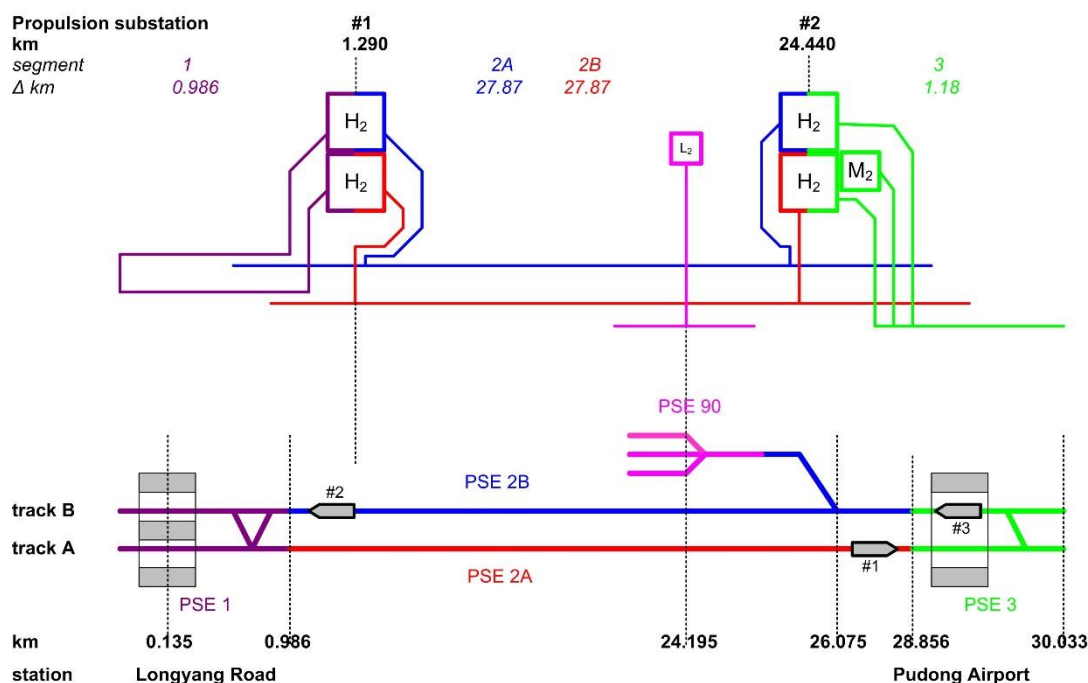 Propulsion substation #1 #2
km 1.290 24.440
segment 1 2A 2B 3
Δ km 0.986 27.87 27.87 1.18
H₂ H₂
L₂
H₂ H₂ M₂
PSE 90
PSE 2B
#2
track B
#3
track A
#1
PSE 2A
PSE 1 PSE 3
km 0.135 0.986 24.195 26.075 28.856 30.033
station Longyang Road Pudong Airport